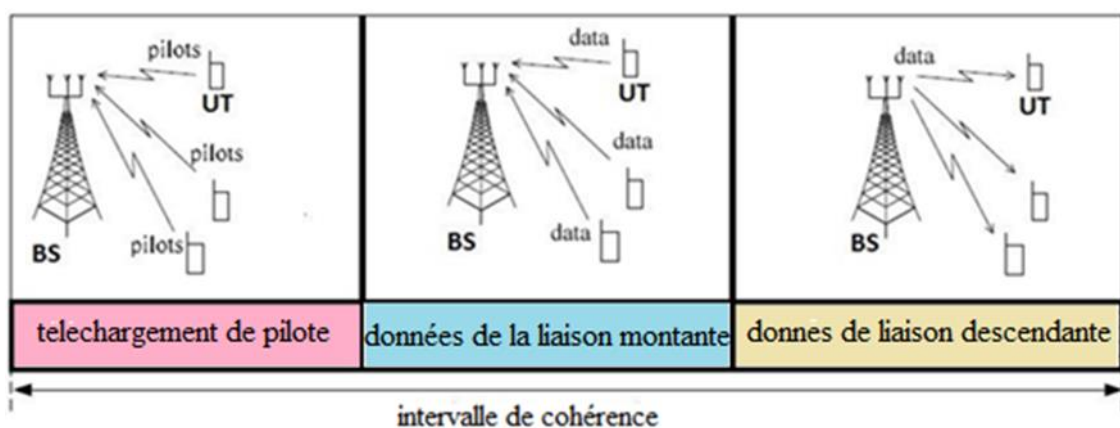 pilots
UT
pilots
pilots
BS
data
UT
data
data
BS
data
UT
BS
telechargement de pilote
données de la liaison montante
donnés de liaison descendante
intervalle de cohérence